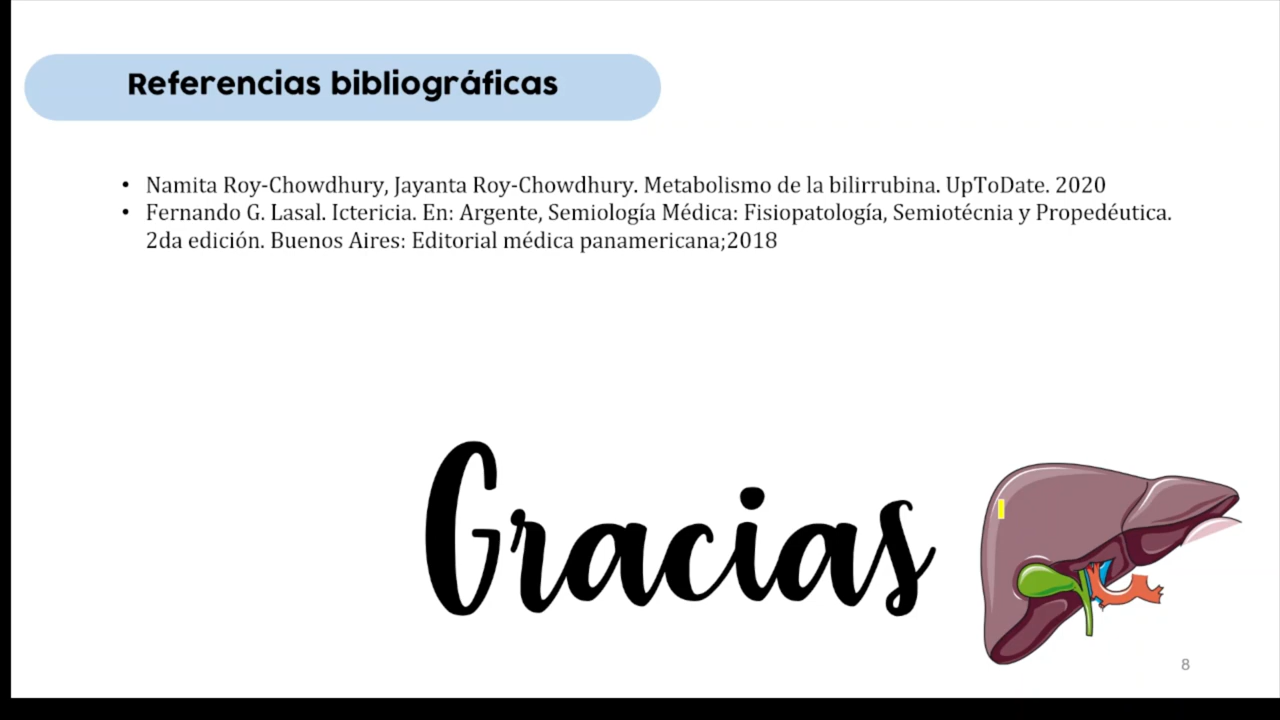 Referencias bibliográficas
• Namita Roy-Chowdhury, Jayanta Roy-Chowdhury. Metabolismo de la bilirrubina. UpToDate. 2020
• Fernando G. Lasal. Ictericia. En: Argente, Semiología Médica: Fisiopatología, Semiotécnia y Propedéutica.
2da edición. Buenos Aires: Editorial médica panamericana;2018
Gracias
8